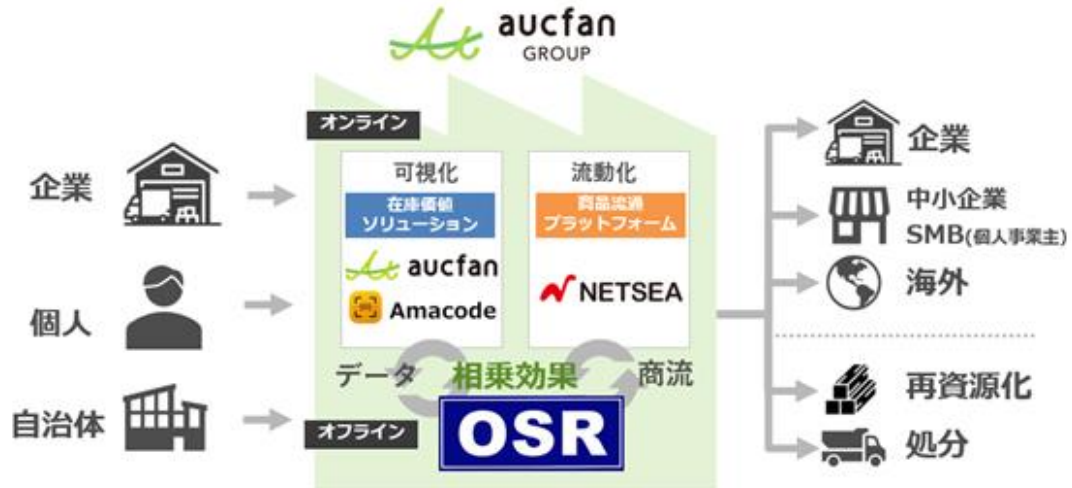 aucfan
GROUP
オンライン
企業
個人
自治体
可視化
在庫価値
ソリューション
aucfan
Amacode
流動化
商品流通
プラットフォーム
NETSEA
データ
相乗効果
商流
オフライン
OSR
企業
中小企業
SMB(個人事業主)
海外
再資源化
処分